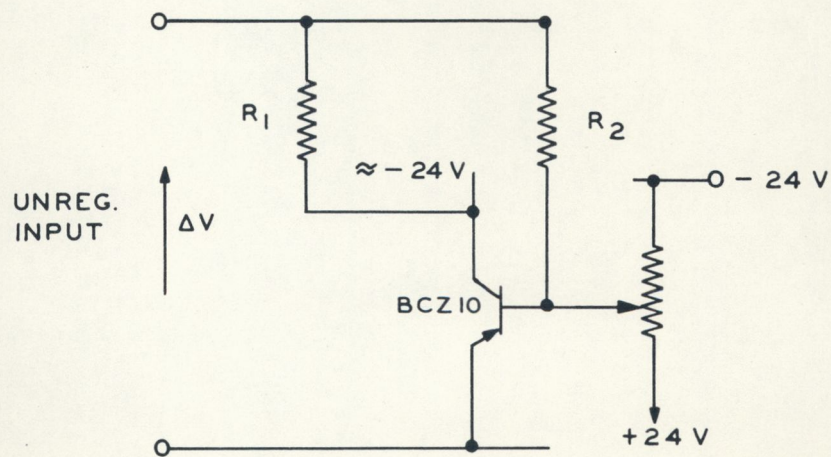 R1
R2
≈ - 24 V
- 24 V
UNREG.
INPUT
ΔV
BCZ10
+24 V